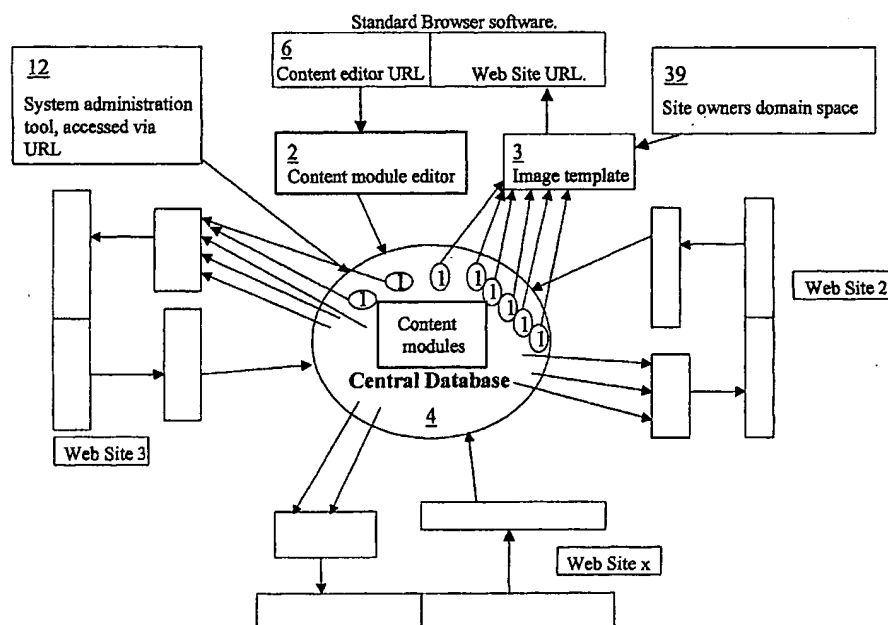 Standard Browser software.
12
System administration
tool, accessed via
URL
6
Content editor URL
Web Site URL.
39
Site owners domain space
2
Content module editor
3
Image template
1
1
1
1
1
1
1
1
Content
modules
Central Database
4
Web Site 2
Web Site 3
Web Site x